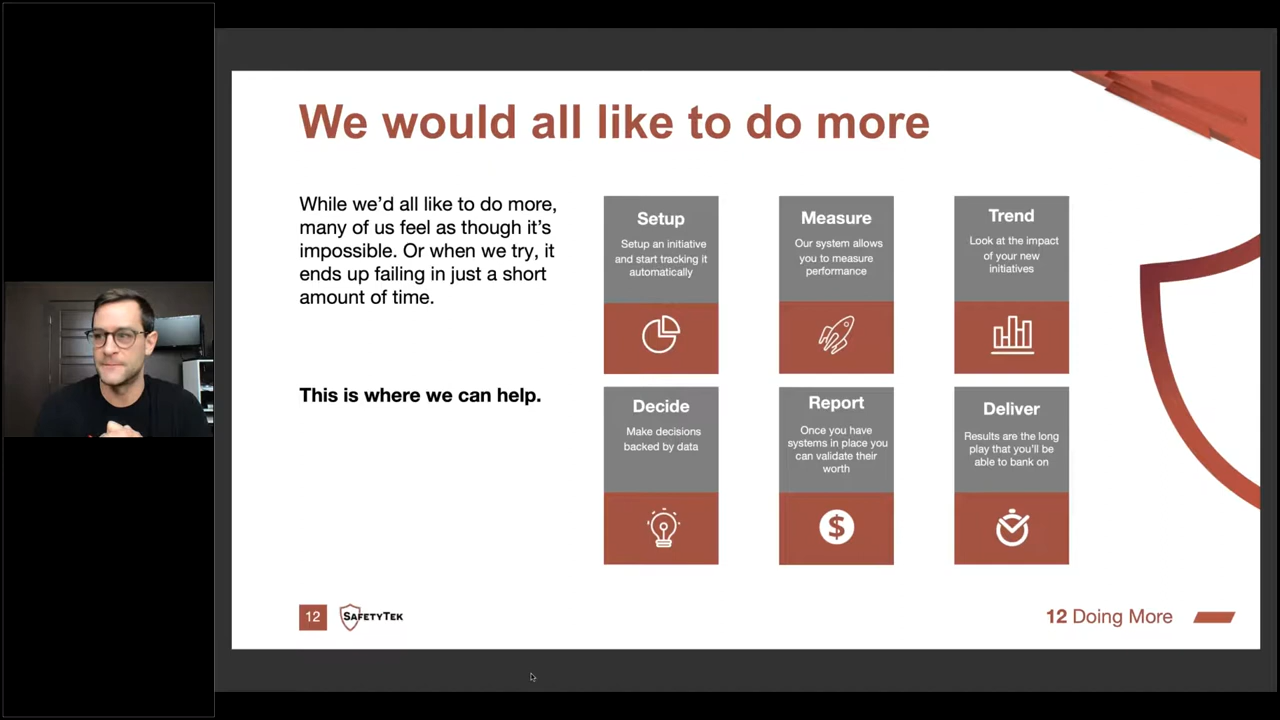 We would all like to do more
While we'd all like to do more,
many of us feel as though it's
impossible. Or when we try, it
ends up failing in just a short
amount of time.
This is where we can help.
Setup
Setup an initiative
and start tracking it
automatically
Measure
Our system allows
you to measure
performance
Trend
Look at the impact
of your new
initiatives
Decide
Make decisions
backed by data
Report
Once you have
systems in place you
can validate their
worth
$
Deliver
Results are the long
play that you'll be
able to bank on
12
SAFETYTEK
12 Doing More